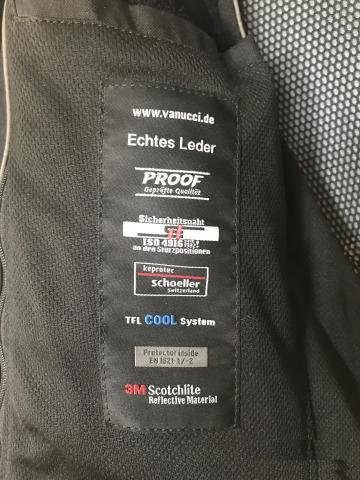 www.vanucci.de
Echtes Leder
PROOF
Geprüfte Qualität
Sicherheitsnaht
ISO 4916
an den Sturzpositionen
keprotec
schoeller
Switzerland
TFL COOL System
Protector inside
EN 1621-1/-2
3M Scotchlite
Reflective Material